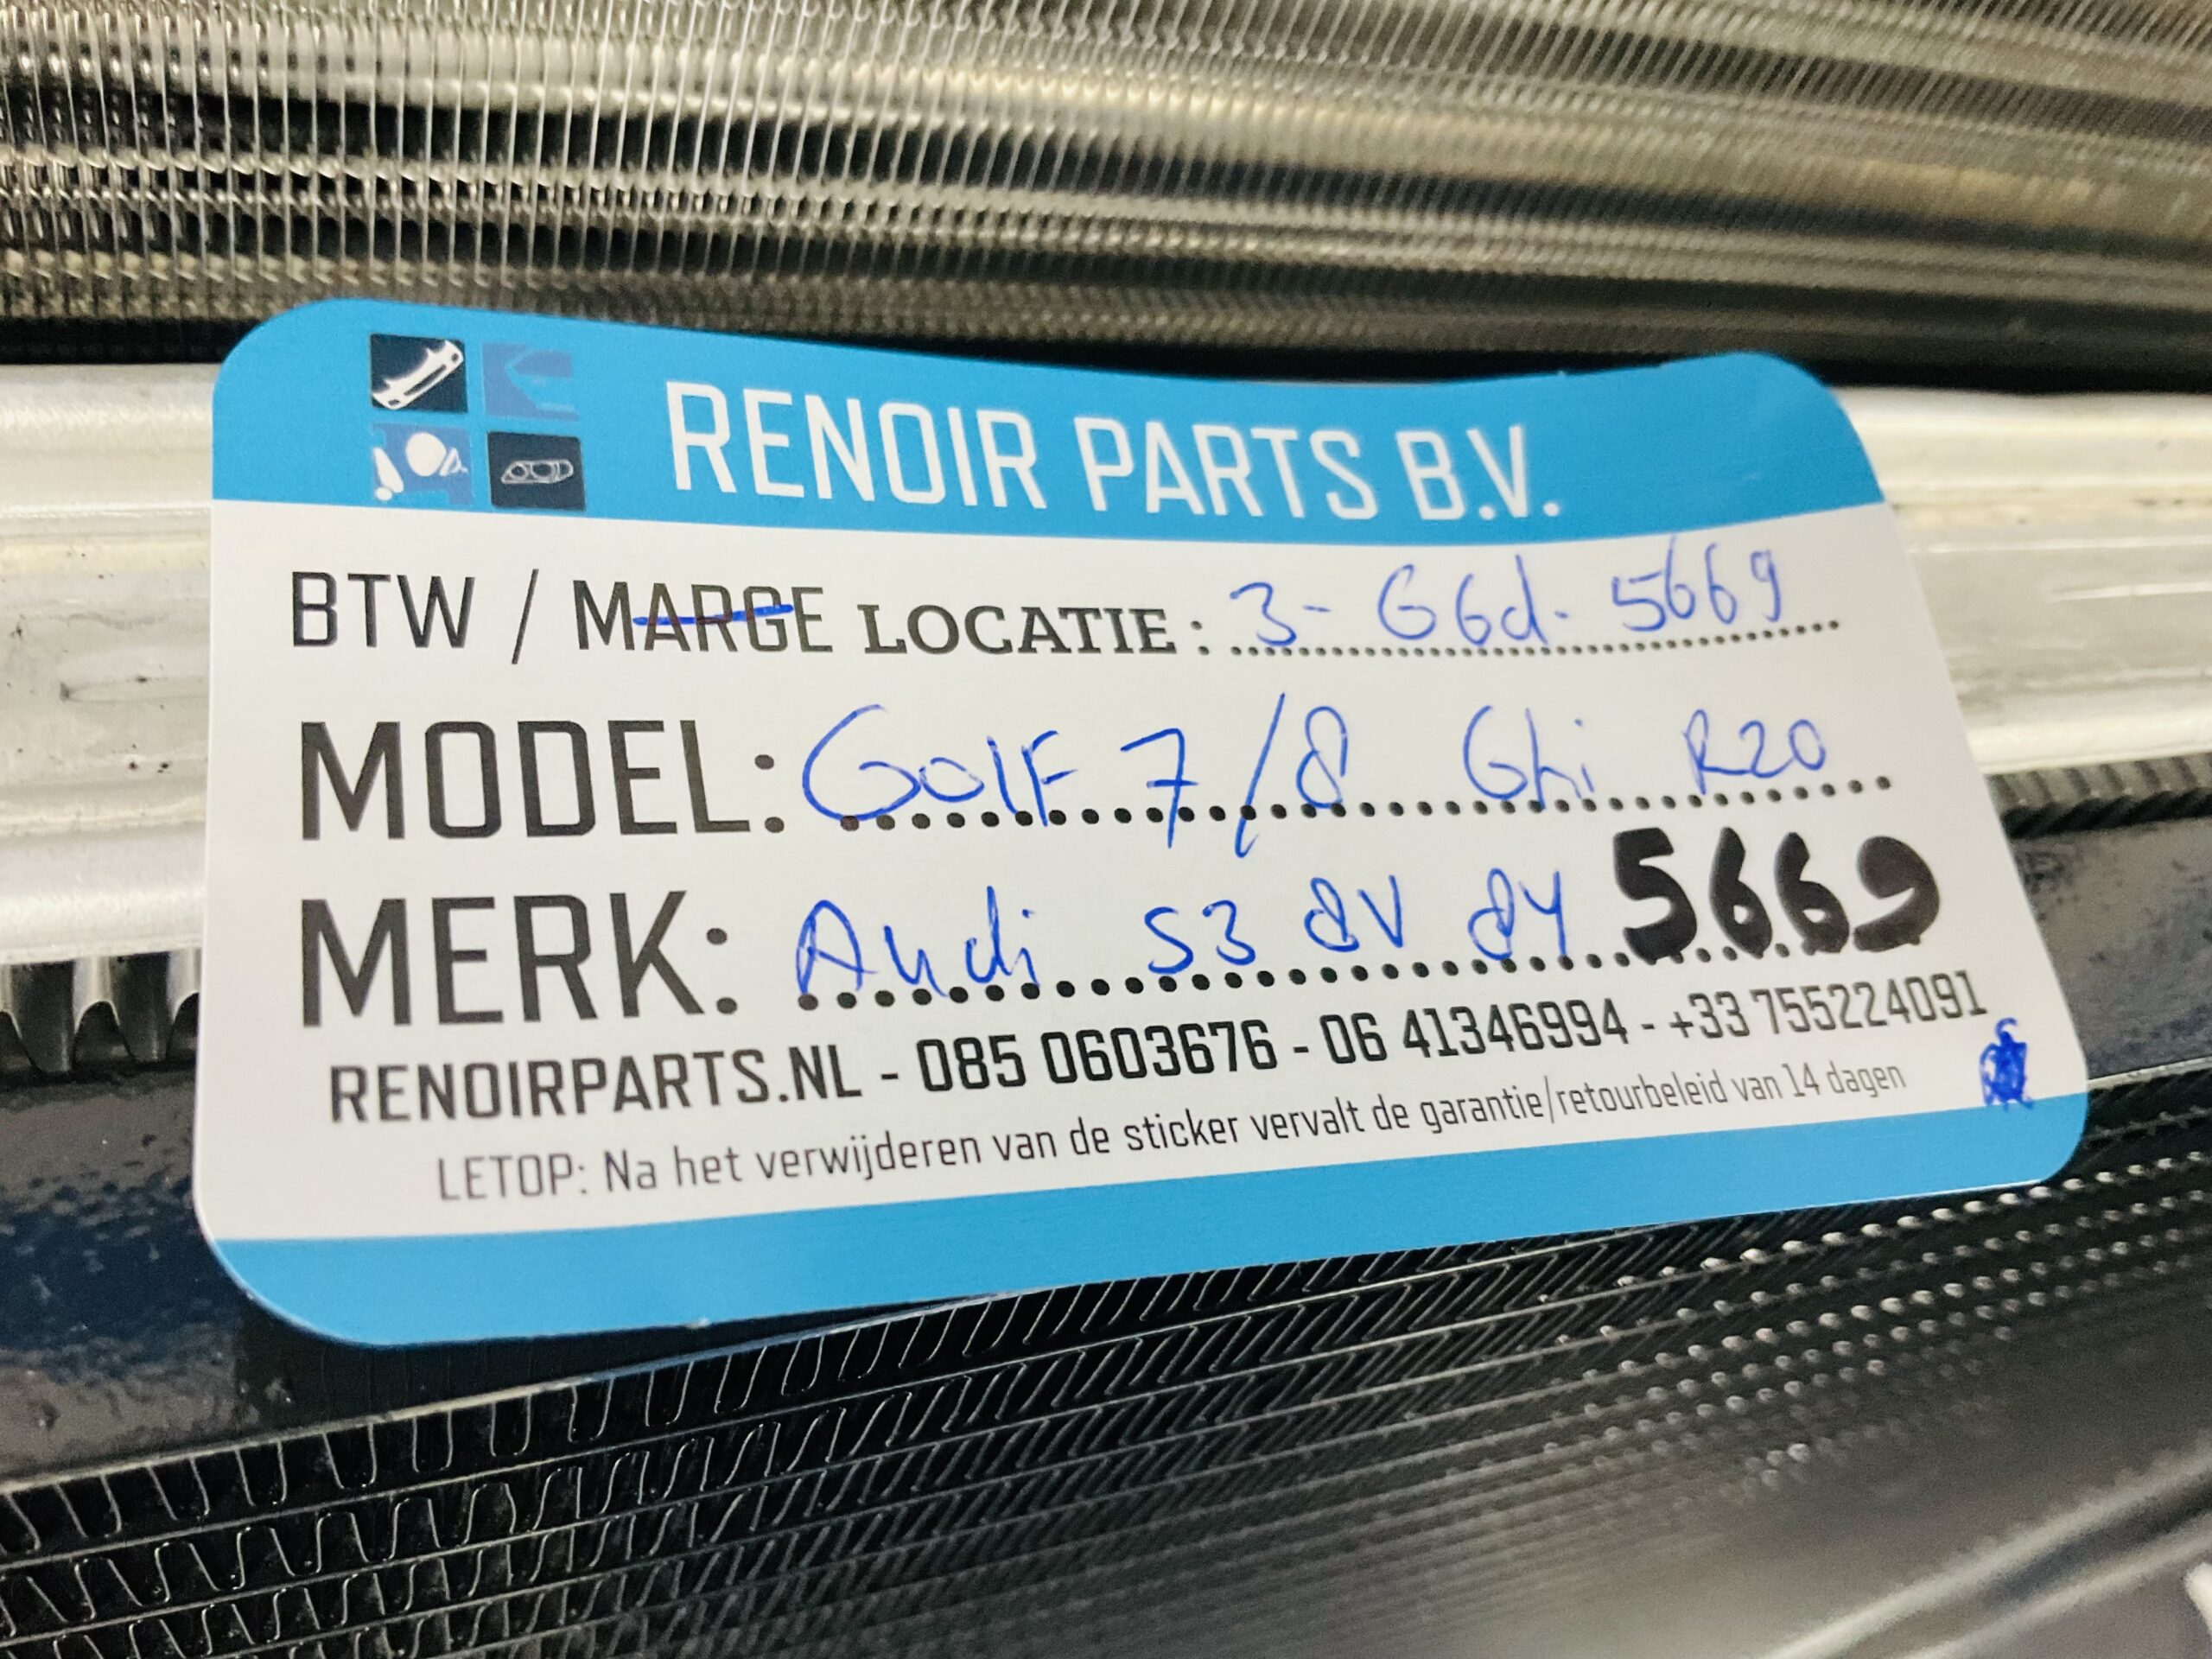 RENOIR PARTS B.V.
BTW / MARGE LOCATIE: 3-G6d-5669
MODEL: GolF 7/8 Ghi R20
MERK: Audi S3 8V 8Y 5669
RENOIRPARTS.NL - 085 0603676 - 06 41346994 - +33 755224091
LETOP: Na het verwijderen van de sticker vervalt de garantie/retourbeleid van 14 dagen